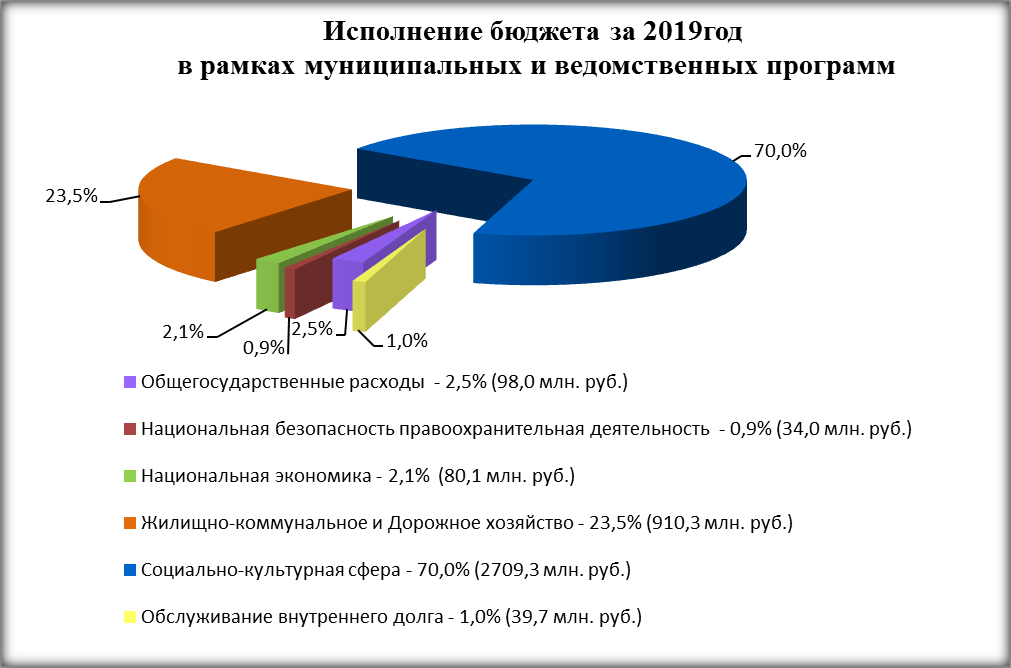 Исполнение бюджета за 2019год
в рамках муниципальных и ведомственных программ
70,0%
23,5%
2,1%
0,9%
2,5%
1,0%
Общегосударственные расходы - 2,5% (98,0 млн. руб.)
Национальная безопасность правоохранительная деятельность - 0,9% (34,0 млн. руб.)
Национальная экономика - 2,1% (80,1 млн. руб.)
Жилищно-коммунальное и Дорожное хозяйство - 23,5% (910,3 млн. руб.)
Социально-культурная сфера - 70,0% (2709,3 млн. руб.)
Обслуживание внутреннего долга - 1,0% (39,7 млн. руб.)